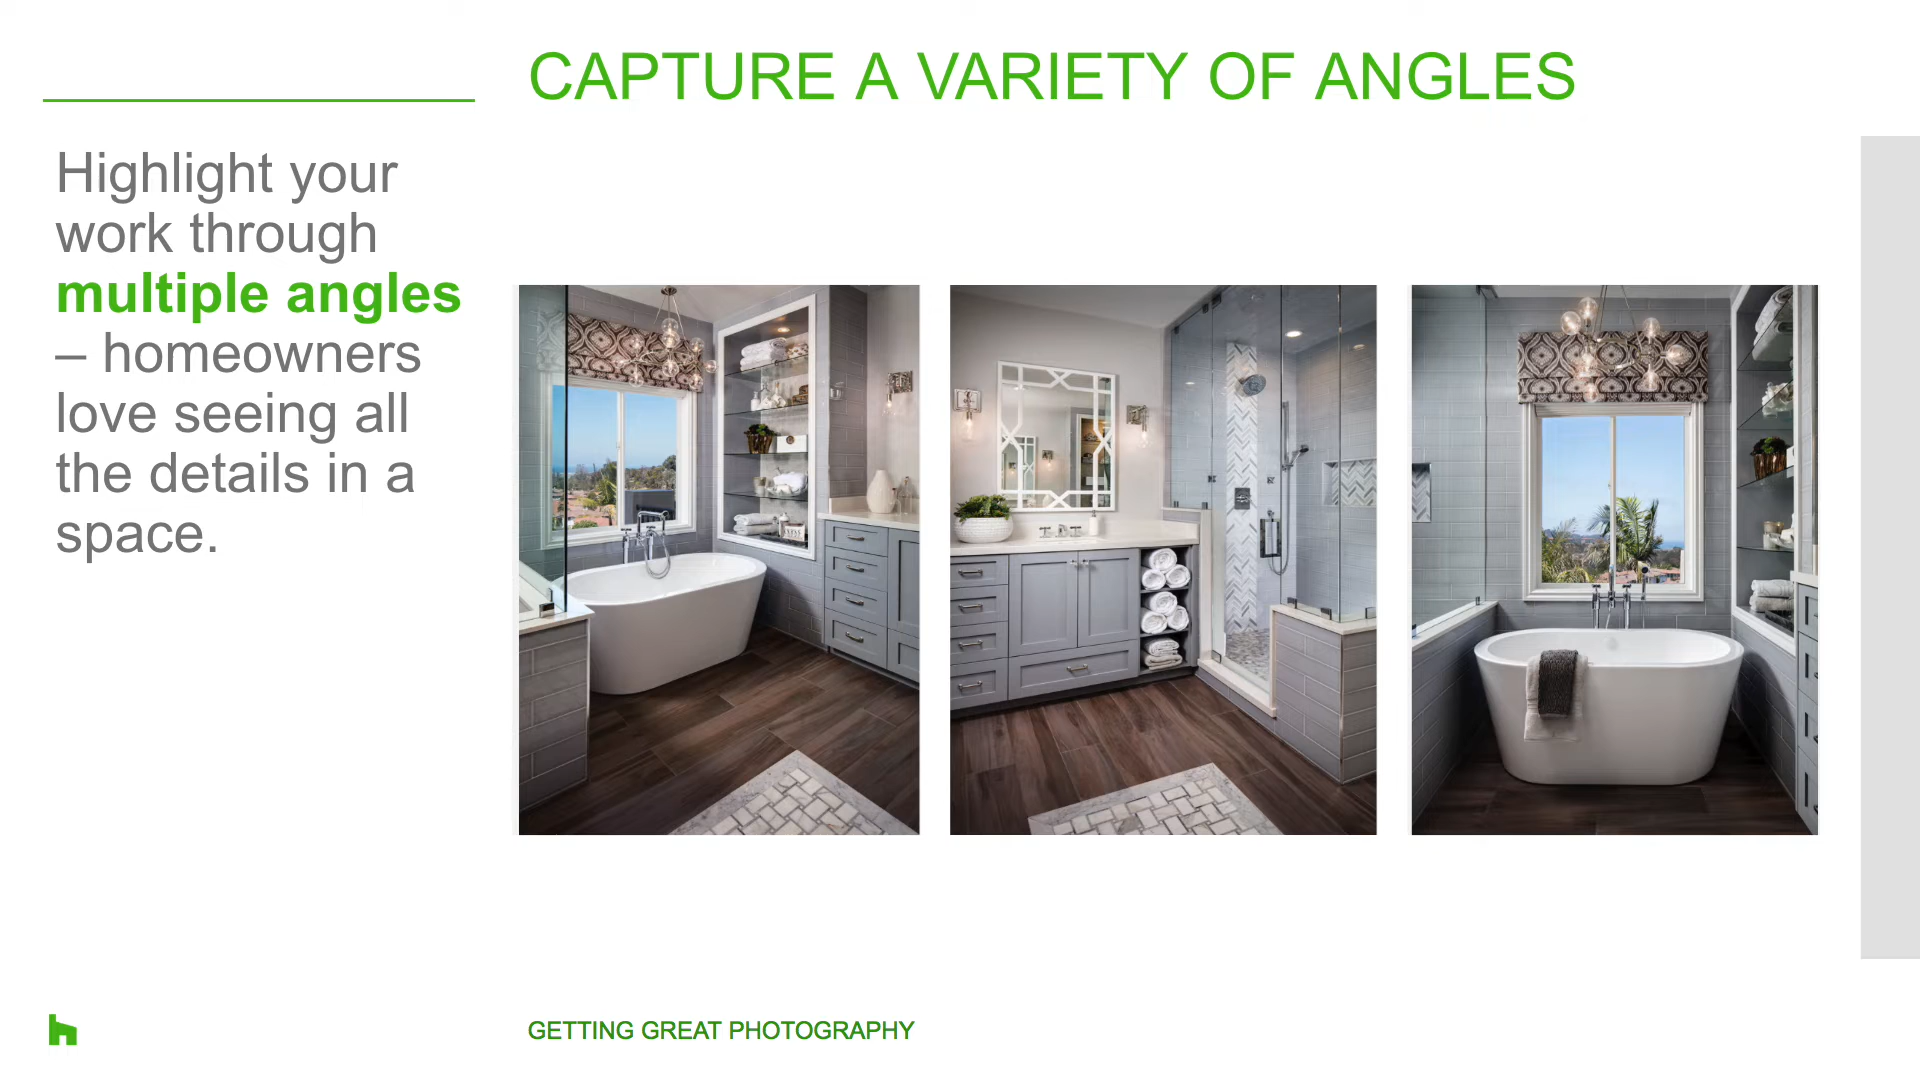 CAPTURE A VARIETY OF ANGLES
Highlight your
work through
multiple angles
– homeowners
love seeing all
the details in a
space.
GETTING GREAT PHOTOGRAPHY